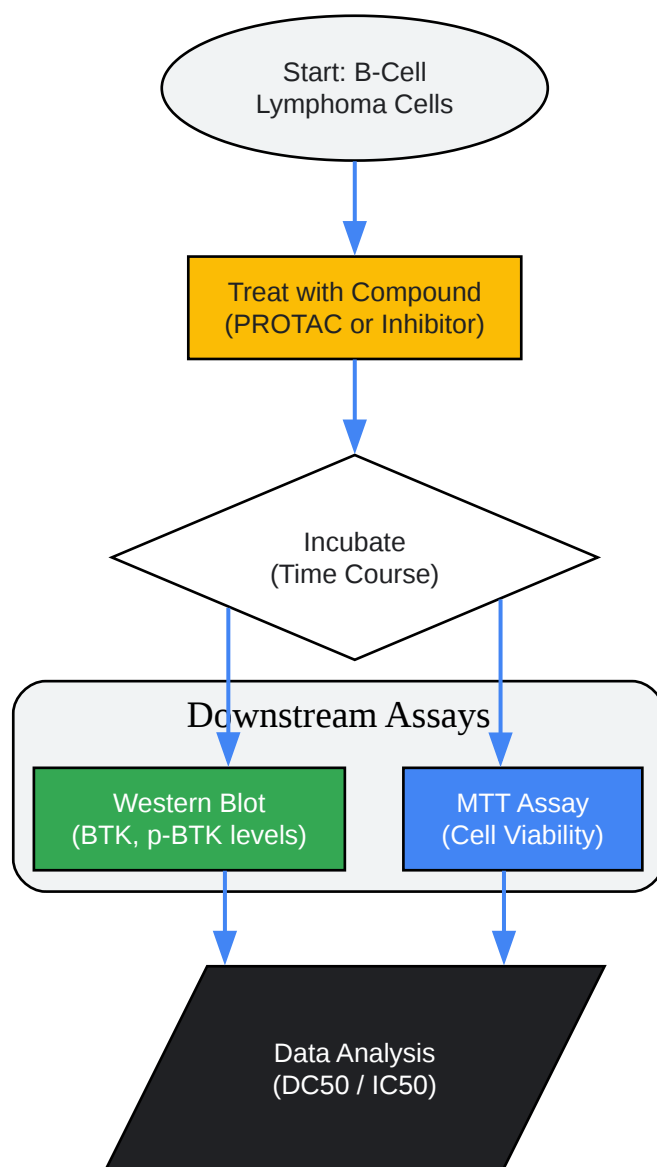 Start: B-Cell
Lymphoma Cells
Treat with Compound
(PROTAC or Inhibitor)
Incubate
(Time Course)
Downstream Assays
Western Blot
(BTK, p-BTK levels)
MTT Assay
(Cell Viability)
Data Analysis
(DC50 / IC50)